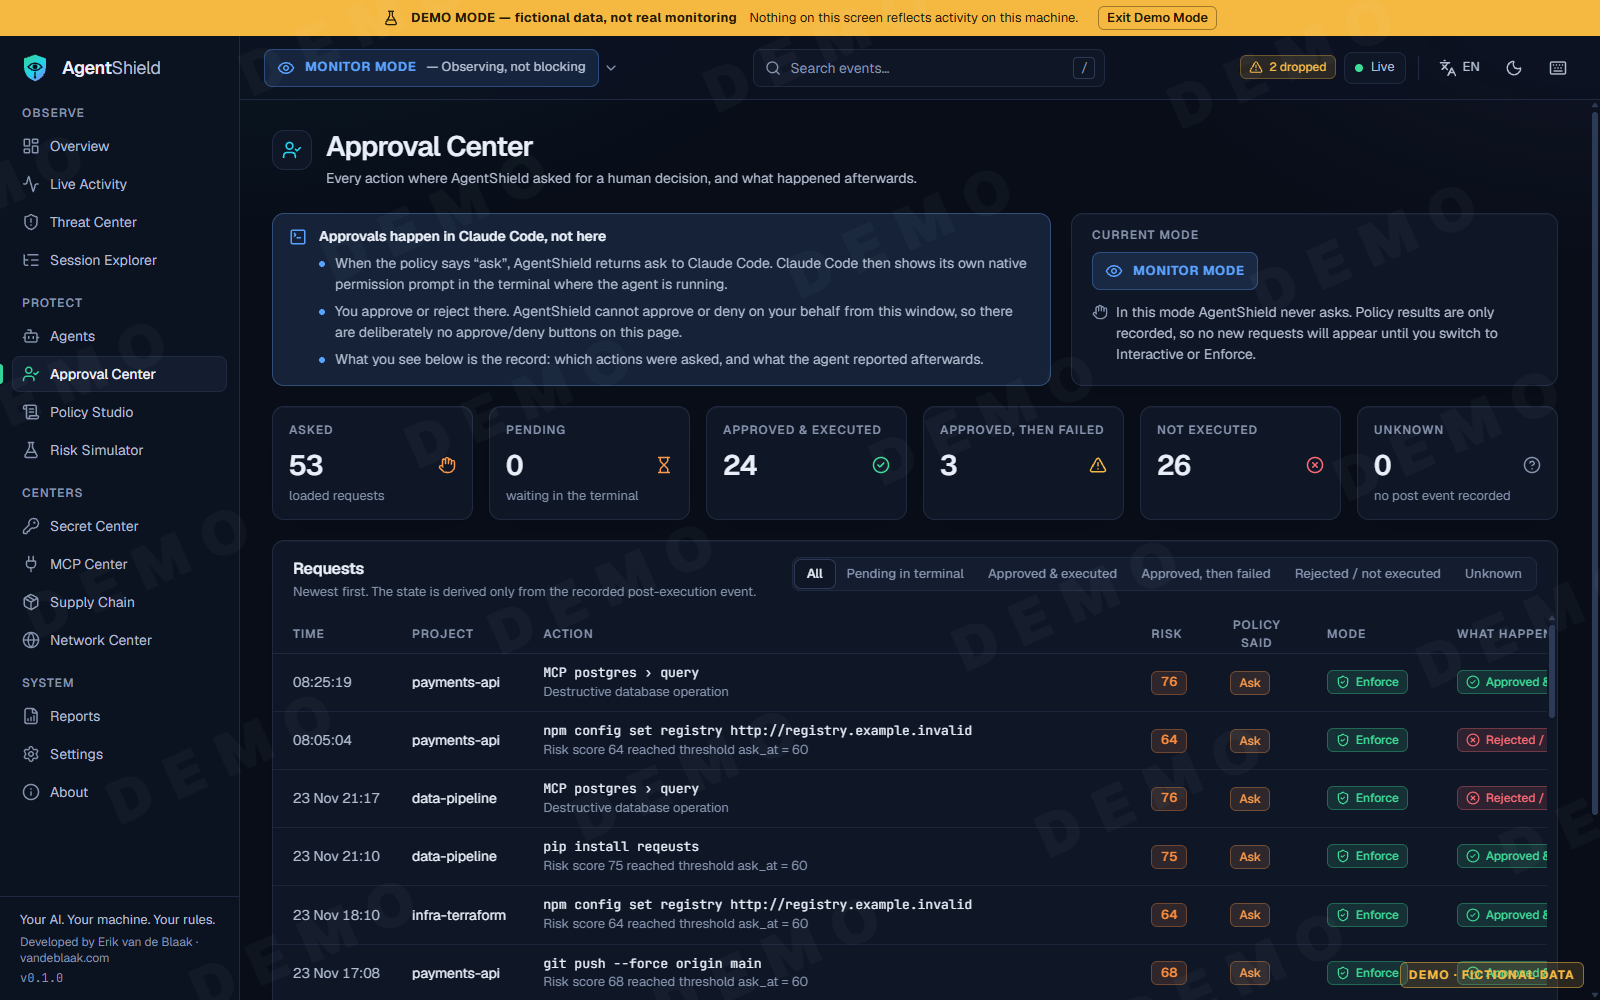 DEMO MODE — fictional data, not real monitoring Nothing on this screen reflects activity on this machine. Exit Demo Mode
AgentShield
MONITOR MODE — Observing, not blocking
Search events... /
2 dropped
Live
EN
OBSERVE
Overview
Live Activity
Threat Center
Session Explorer
PROTECT
Agents
Approval Center
Policy Studio
Risk Simulator
CENTERS
Secret Center
MCP Center
Supply Chain
Network Center
SYSTEM
Reports
Settings
About
Your AI. Your machine. Your rules.
Developed by Erik van de Blaak ·
vandeblaak.com
v0.1.0
Approval Center
Every action where AgentShield asked for a human decision, and what happened afterwards.
Approvals happen in Claude Code, not here
When the policy says “ask”, AgentShield returns ask to Claude Code. Claude Code then shows its own native
permission prompt in the terminal where the agent is running.
You approve or reject there. AgentShield cannot approve or deny on your behalf from this window, so there
are deliberately no approve/deny buttons on this page.
What you see below is the record: which actions were asked, and what the agent reported afterwards.
CURRENT MODE
MONITOR MODE
In this mode AgentShield never asks. Policy results are only
recorded, so no new requests will appear until you switch to
Interactive or Enforce.
ASKED
53
loaded requests
PENDING
0
waiting in the terminal
APPROVED & EXECUTED
24
APPROVED, THEN FAILED
3
NOT EXECUTED
26
UNKNOWN
0
no post event recorded
Requests
Newest first. The state is derived only from the recorded post-execution event.
All Pending in terminal Approved & executed Approved, then failed Rejected / not executed Unknown
TIME PROJECT ACTION RISK POLICY SAID MODE WHAT HAPPEN
08:25:19 payments-api MCP postgres › query 76 Ask Enforce Approved &
Destructive database operation
08:05:04 payments-api npm config set registry http://registry.example.invalid 64 Ask Enforce Rejected /
Risk score 64 reached threshold ask_at = 60
23 Nov 21:17 data-pipeline MCP postgres › query 76 Ask Enforce Rejected /
Destructive database operation
23 Nov 21:10 data-pipeline pip install reqeusts 75 Ask Enforce Approved &
Risk score 75 reached threshold ask_at = 60
23 Nov 18:10 infra-terraform npm config set registry http://registry.example.invalid 64 Ask Enforce Approved &
Risk score 64 reached threshold ask_at = 60
23 Nov 17:08 payments-api git push --force origin main 68 Ask Enforce
Risk score 68 reached threshold ask_at = 60
DEMO · FICTIONAL DATA